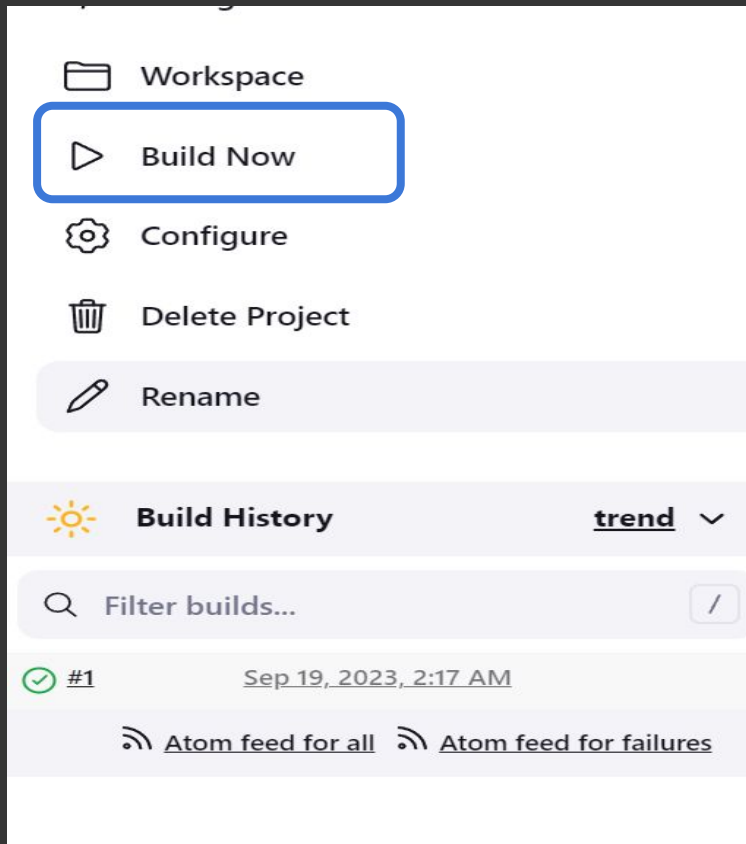 Workspace
Build Now
Configure
Delete Project
Rename
Build History trend
Filter builds... /
#1 Sep 19, 2023, 2:17 AM
Atom feed for all Atom feed for failures